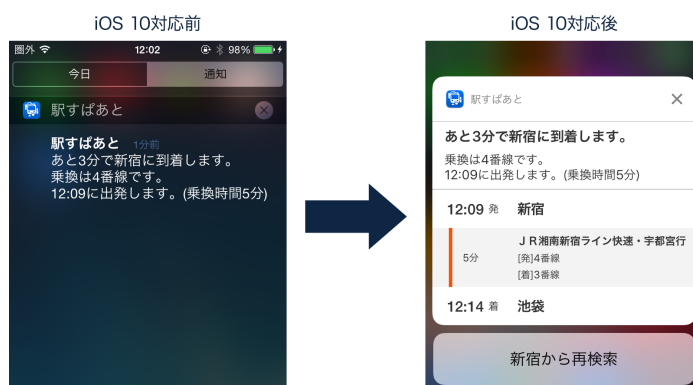 iOS 10対応前
iOS 10対応後
圏外 12:02 98%
今日 通知
駅すぱあと
駅すぱあと 1分前
あと3分で新宿に到着します。
乗換は4番線です。
12:09に出発します。(乗換時間5分)
駅すぱあと
あと3分で新宿に到着します。
乗換は4番線です。
12:09に出発します。(乗換時間5分)
12:09 発 新宿
5分
ＪＲ湘南新宿ライン快速・宇都宮行
[発]4番線
[着]3番線
12:14 着 池袋
新宿から再検索